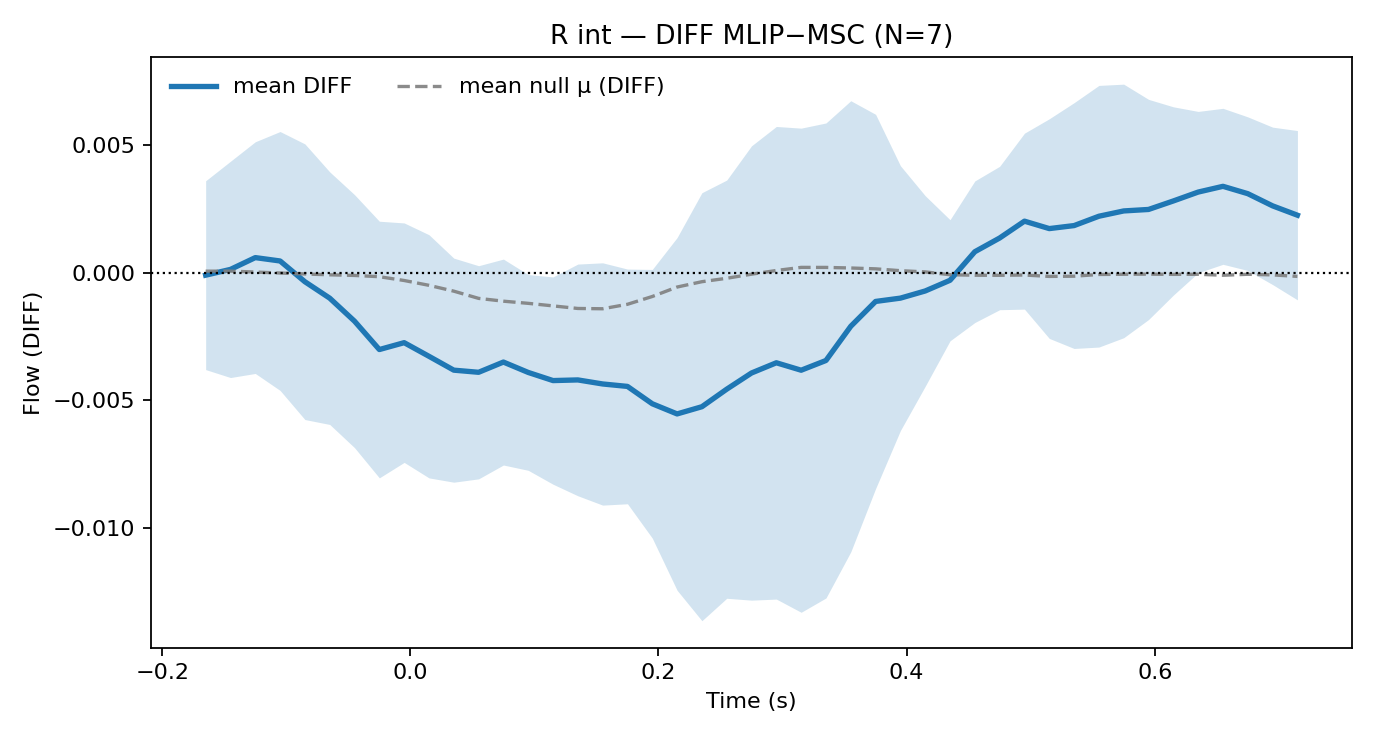 R int — DIFF MLIP−MSC (N=7)
mean DIFF
mean null μ (DIFF)
0.005
0.000
−0.005
−0.010
Flow (DIFF)
−0.2
0.0
0.2
0.4
0.6
Time (s)